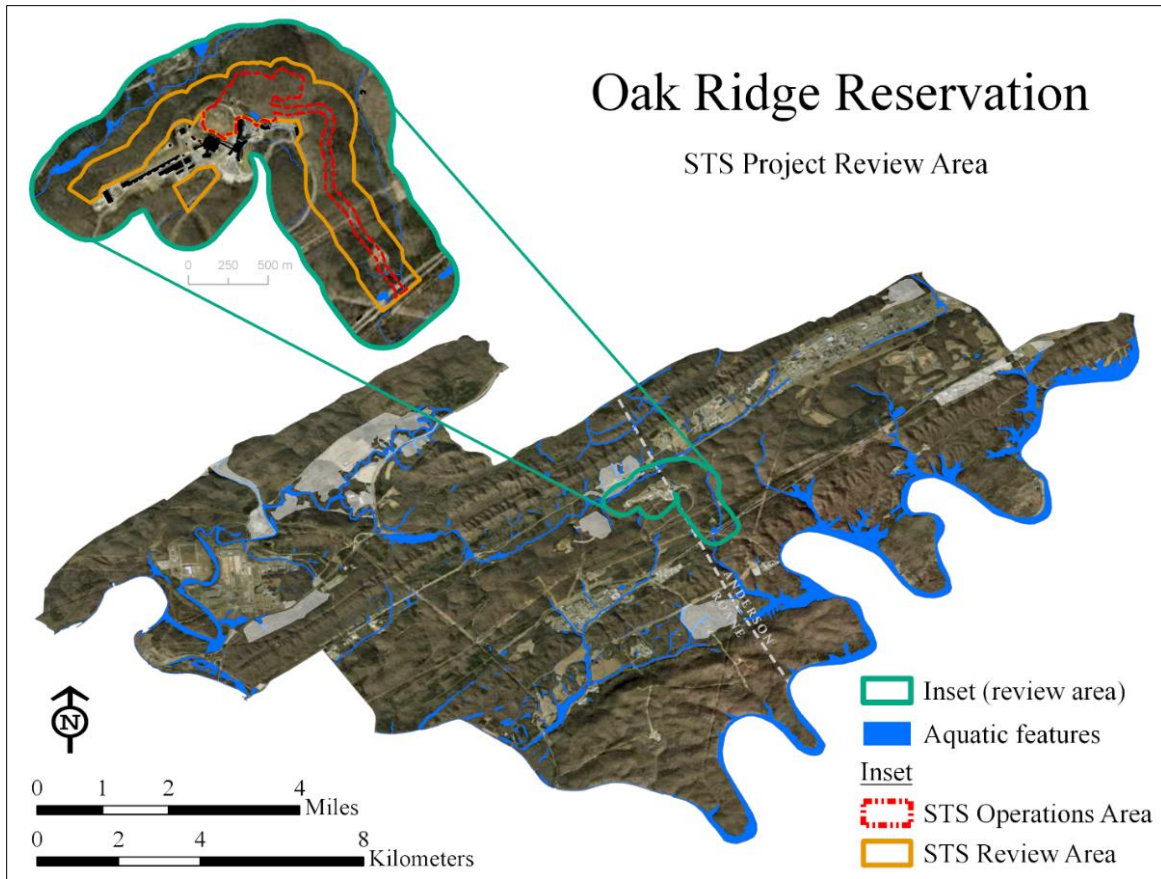 Oak Ridge Reservation
STS Project Review Area
0 250 500 m
ANDERSON
ROANE
N
0 1 2 4
Miles
0 2 4 8
Kilometers
Inset (review area)
Aquatic features
Inset
STS Operations Area
STS Review Area